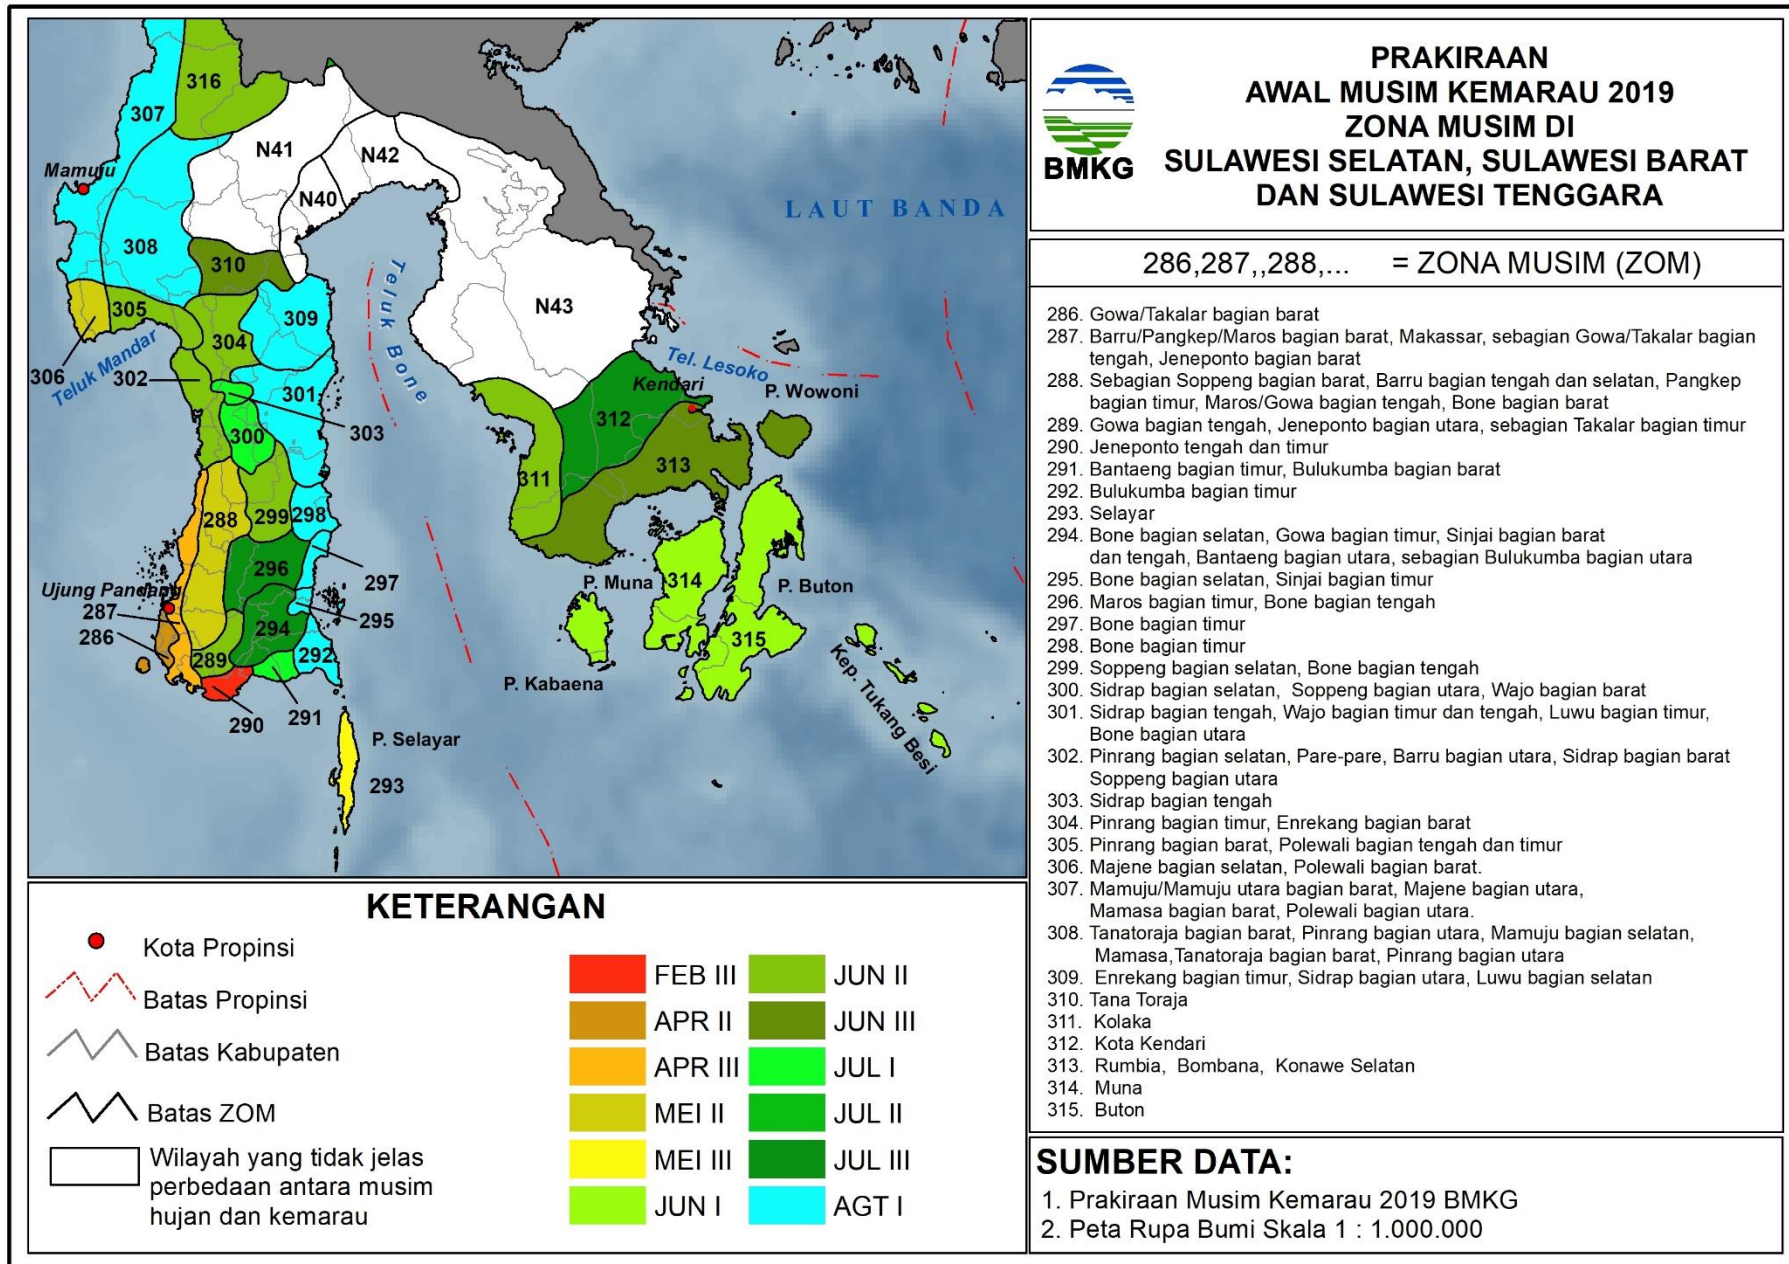 316
307
N41
N42
Mamuju
N40
308
310
LAUT BANDA
N43
305
309
304
Teluk Bone
306
302
Teluk Mandar
301
Tel. Lesoko
Kendari
P. Wowoni
312
303
300
313
311
288
299
298
296
297
P. Muna
314
P. Buton
Ujung Pandang
287
295
286
294
315
289
292
Kep. Tukang Besi
P. Kabaena
290
291
P. Selayar
293
BMKG
PRAKIRAAN
AWAL MUSIM KEMARAU 2019
ZONA MUSIM DI
SULAWESI SELATAN, SULAWESI BARAT
DAN SULAWESI TENGGARA
286,287,,288,... = ZONA MUSIM (ZOM)
286. Gowa/Takalar bagian barat
287. Barru/Pangkep/Maros bagian barat, Makassar, sebagian Gowa/Takalar bagian
tengah, Jeneponto bagian barat
288. Sebagian Soppeng bagian barat, Barru bagian tengah dan selatan, Pangkep
bagian timur, Maros/Gowa bagian tengah, Bone bagian barat
289. Gowa bagian tengah, Jeneponto bagian utara, sebagian Takalar bagian timur
290. Jeneponto tengah dan timur
291. Bantaeng bagian timur, Bulukumba bagian barat
292. Bulukumba bagian timur
293. Selayar
294. Bone bagian selatan, Gowa bagian timur, Sinjai bagian barat
dan tengah, Bantaeng bagian utara, sebagian Bulukumba bagian utara
295. Bone bagian selatan, Sinjai bagian timur
296. Maros bagian timur, Bone bagian tengah
297. Bone bagian timur
298. Bone bagian timur
299. Soppeng bagian selatan, Bone bagian tengah
300. Sidrap bagian selatan, Soppeng bagian utara, Wajo bagian barat
301. Sidrap bagian tengah, Wajo bagian timur dan tengah, Luwu bagian timur,
Bone bagian utara
302. Pinrang bagian selatan, Pare-pare, Barru bagian utara, Sidrap bagian barat
Soppeng bagian utara
303. Sidrap bagian tengah
304. Pinrang bagian timur, Enrekang bagian barat
305. Pinrang bagian barat, Polewali bagian tengah dan timur
306. Majene bagian selatan, Polewali bagian barat.
307. Mamuju/Mamuju utara bagian barat, Majene bagian utara,
Mamasa bagian barat, Polewali bagian utara.
308. Tanatoraja bagian barat, Pinrang bagian utara, Mamuju bagian selatan,
Mamasa,Tanatoraja bagian barat, Pinrang bagian utara
309. Enrekang bagian timur, Sidrap bagian utara, Luwu bagian selatan
310. Tana Toraja
311. Kolaka
312. Kota Kendari
313. Rumbia, Bombana, Konawe Selatan
314. Muna
315. Buton
KETERANGAN
Kota Propinsi
Batas Propinsi
Batas Kabupaten
Batas ZOM
Wilayah yang tidak jelas
perbedaan antara musim
hujan dan kemarau
FEB III
APR II
APR III
MEI II
MEI III
JUN I
JUN II
JUN III
JUL I
JUL II
JUL III
AGT I
SUMBER DATA:
1. Prakiraan Musim Kemarau 2019 BMKG
2. Peta Rupa Bumi Skala 1 : 1.000.000